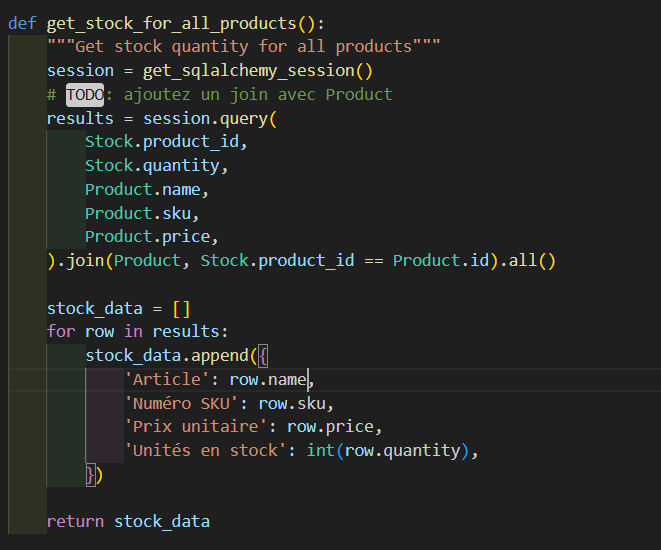 def get_stock_for_all_products():
    """Get stock quantity for all products"""
    session = get_sqlalchemy_session()
    # TODO: ajoutez un join avec Product
    results = session.query(
        Stock.product_id,
        Stock.quantity,
        Product.name,
        Product.sku,
        Product.price,
    ).join(Product, Stock.product_id == Product.id).all()

    stock_data = []
    for row in results:
        stock_data.append({
            'Article': row.name,
            'Numéro SKU': row.sku,
            'Prix unitaire': row.price,
            'Unités en stock': int(row.quantity),
        })

    return stock_data